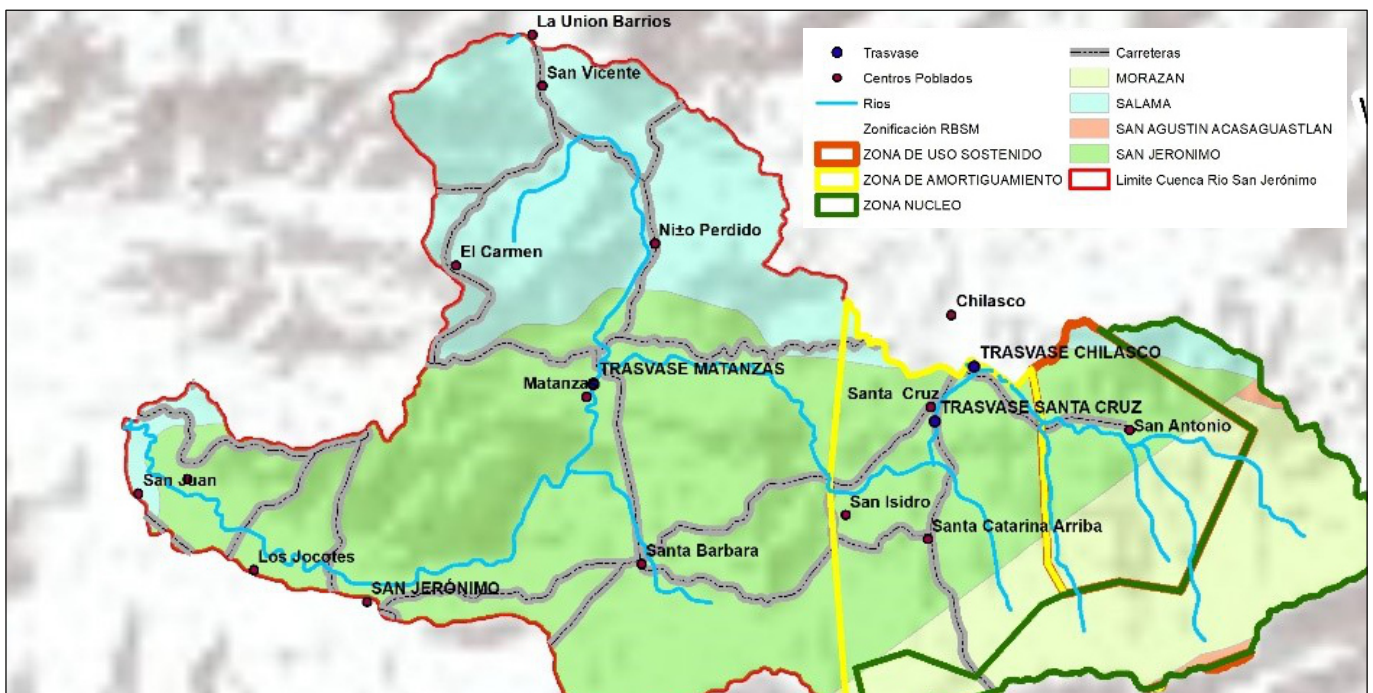 La Union Barrios
San Vicente
Trasvase
Centros Poblados
Rios
Zonificación RBSM
ZONA DE USO SOSTENIDO
ZONA DE AMORTIGUAMIENTO
ZONA NUCLEO
Carreteras
MORAZAN
SALAMA
SAN AGUSTIN ACASAGUASTLAN
SAN JERONIMO
Limite Cuenca Rio San Jerónimo
Ni±o Perdido
El Carmen
Chilasco
TRASVASE CHILASCO
TRASVASE MATANZAS
Matanza
Santa Cruz
TRASVASE SANTA CRUZ
San Antonio
San Juan
San Isidro
Santa Catarina Arriba
Santa Barbara
Los Jocotes
SAN JERÓNIMO